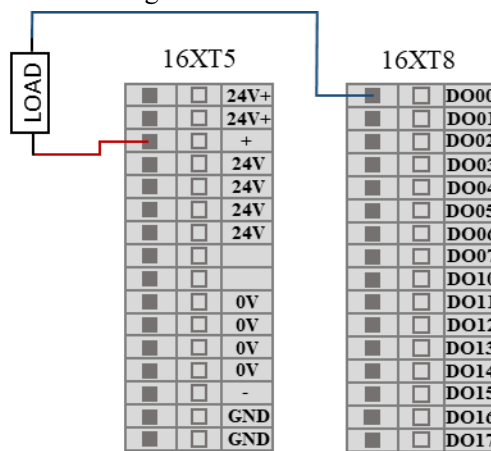 16XT5
16XT8
LOAD
24V+
24V+
+
24V
24V
24V
24V
0V
0V
0V
0V
-
GND
GND
DO00
DO01
DO02
DO03
DO04
DO05
DO06
DO07
DO10
DO11
DO12
DO13
DO14
DO15
DO16
DO17